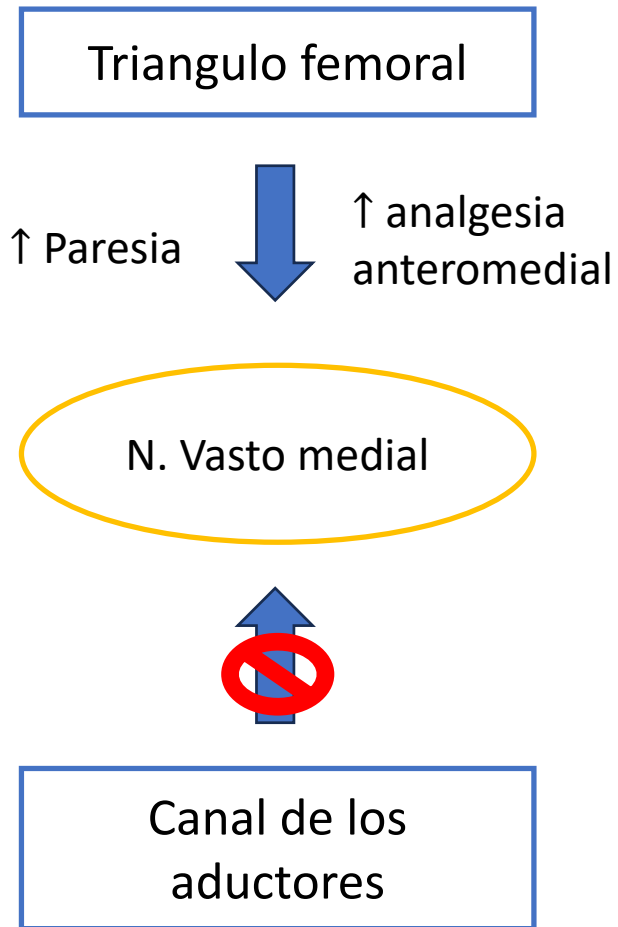 Triangulo femoral
↑ Paresia
↑ analgesia
anteromedial
N. Vasto medial
Canal de los
aductores